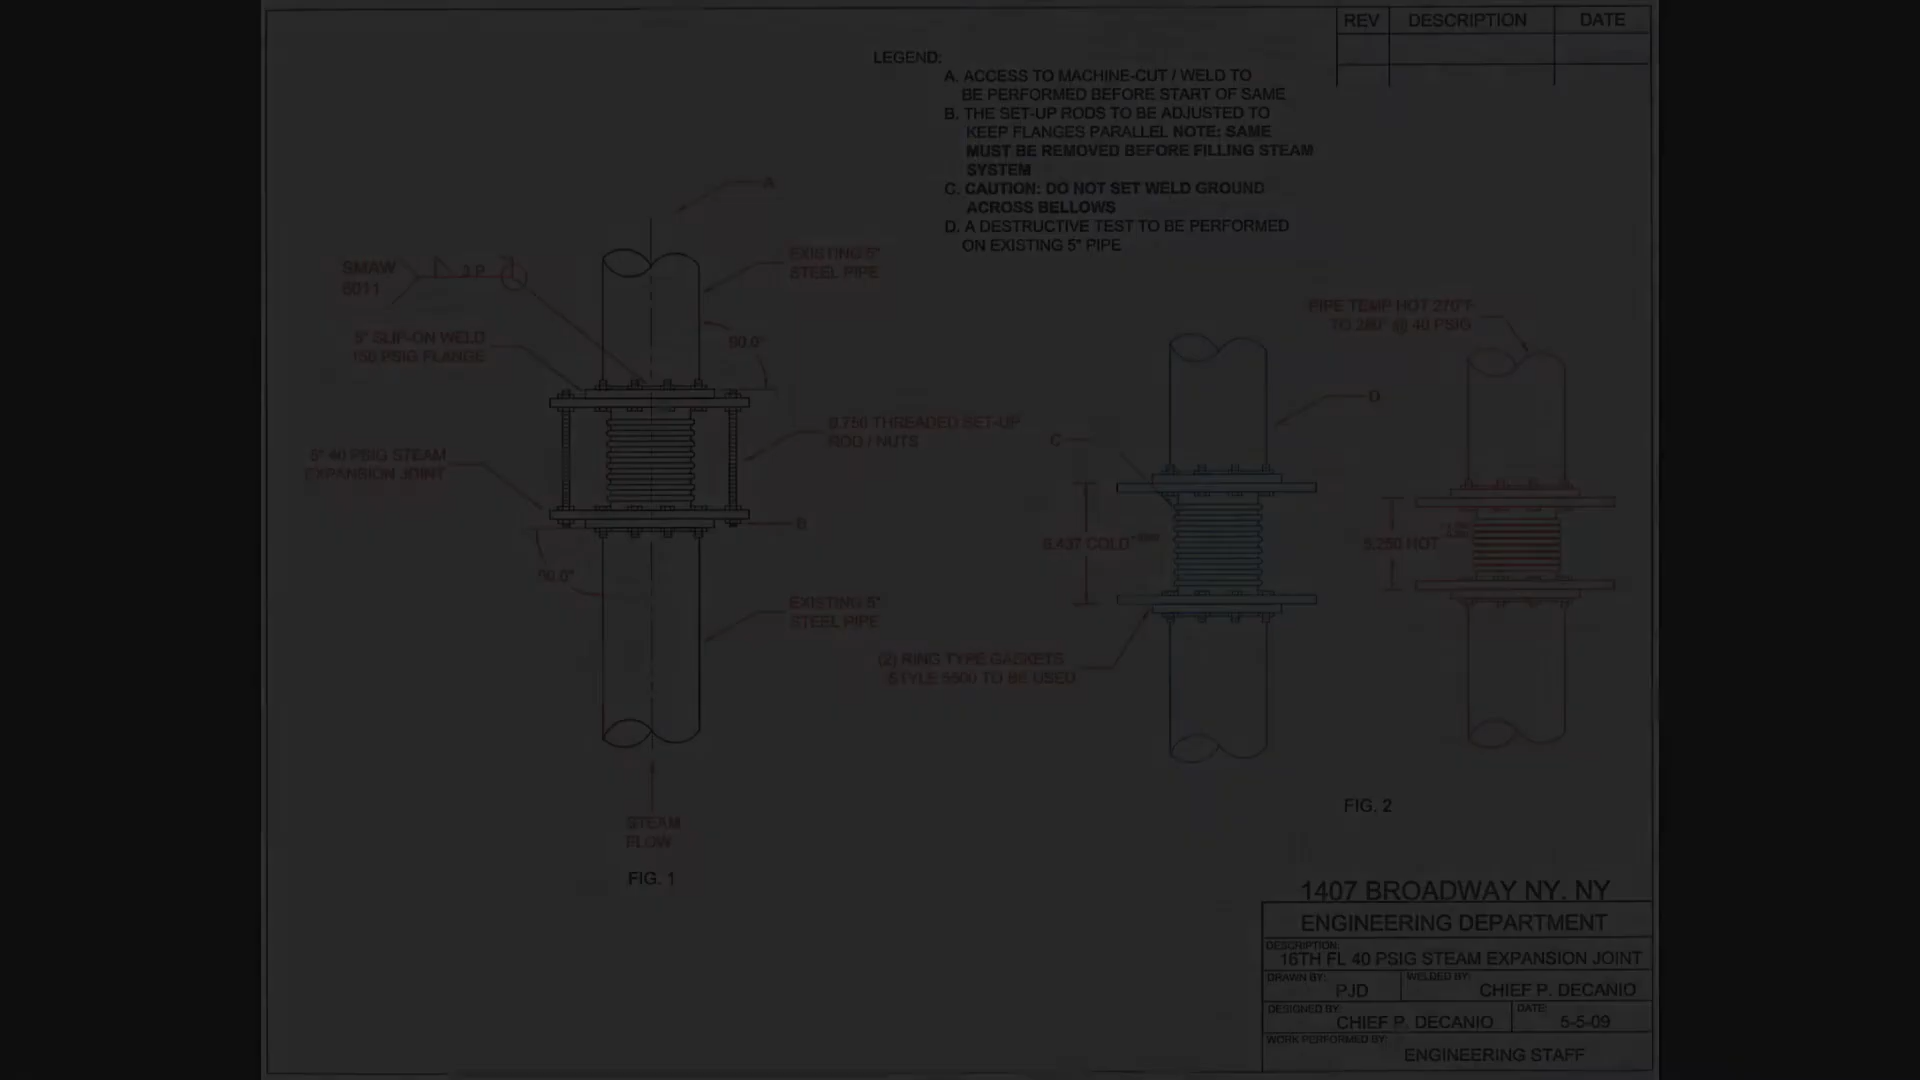 REV DESCRIPTION DATE
LEGEND:
A. ACCESS TO MACHINE-CUT / WELD TO
BE PERFORMED BEFORE START OF SAME
B. THE SET-UP RODS TO BE ADJUSTED TO
KEEP FLANGES PARALLEL NOTE: SAME
MUST BE REMOVED BEFORE FILLING STEAM
SYSTEM
C. CAUTION: DO NOT SET WELD GROUND
ACROSS BELLOWS
D. A DESTRUCTIVE TEST TO BE PERFORMED
ON EXISTING 5" PIPE
A
EXISTING 5"
STEEL PIPE
SMAW 3 P
6011
5" SLIP-ON WELD
150 PSIG FLANGE
90.0°
0.750 THREADED SET-UP
ROD / NUTS
5" 40 PSIG STEAM
EXPANSION JOINT
B
90.0°
EXISTING 5"
STEEL PIPE
STEAM
FLOW
FIG. 1
PIPE TEMP HOT 270°F
TO 280° @ 40 PSIG
D
C
6.437 COLD
5.250 HOT
(2) RING TYPE GASKETS
STYLE 5500 TO BE USED
FIG. 2
1407 BROADWAY NY. NY
ENGINEERING DEPARTMENT
DESCRIPTION:
16TH FL 40 PSIG STEAM EXPANSION JOINT
DRAWN BY: WELDED BY:
PJD CHIEF P. DECANIO
DESIGNED BY: DATE:
CHIEF P. DECANIO 5-5-09
WORK PERFORMED BY:
ENGINEERING STAFF